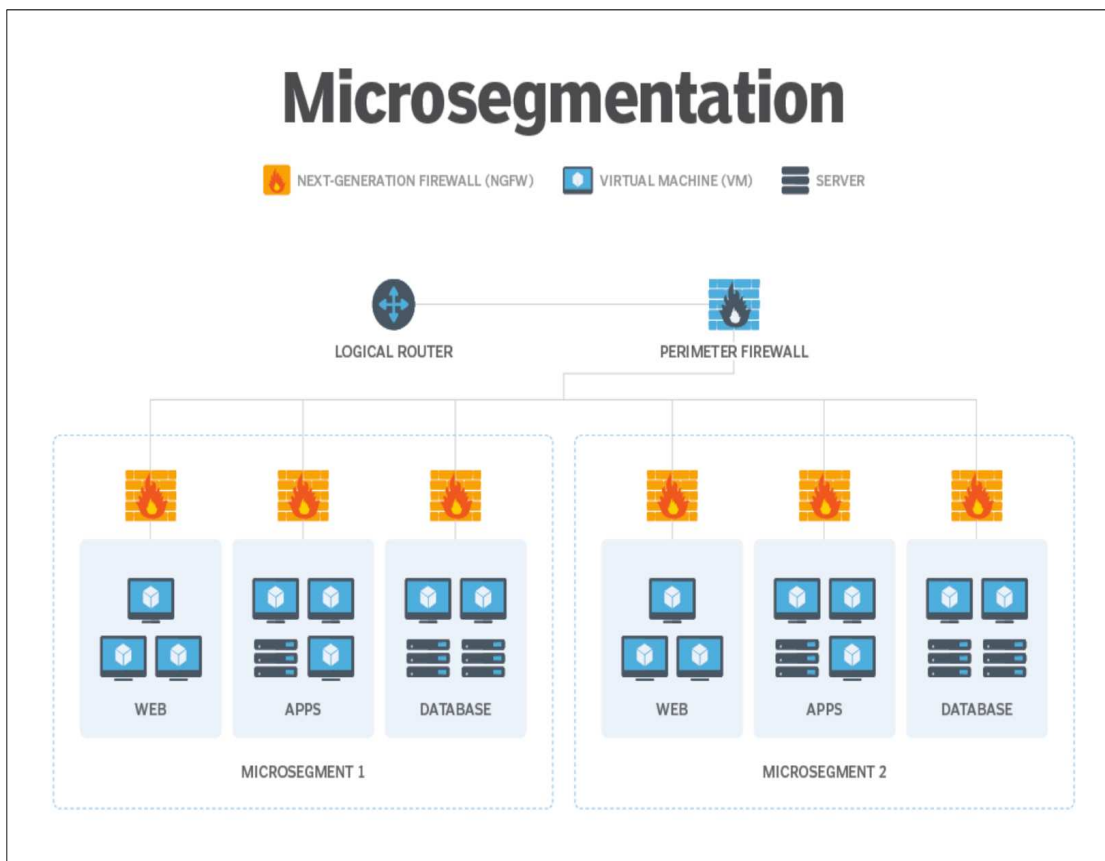 Microsegmentation
NEXT-GENERATION FIREWALL (NGFW) VIRTUAL MACHINE (VM) SERVER
LOGICAL ROUTER PERIMETER FIREWALL
WEB APPS DATABASE WEB APPS DATABASE
MICROSEGMENT 1 MICROSEGMENT 2